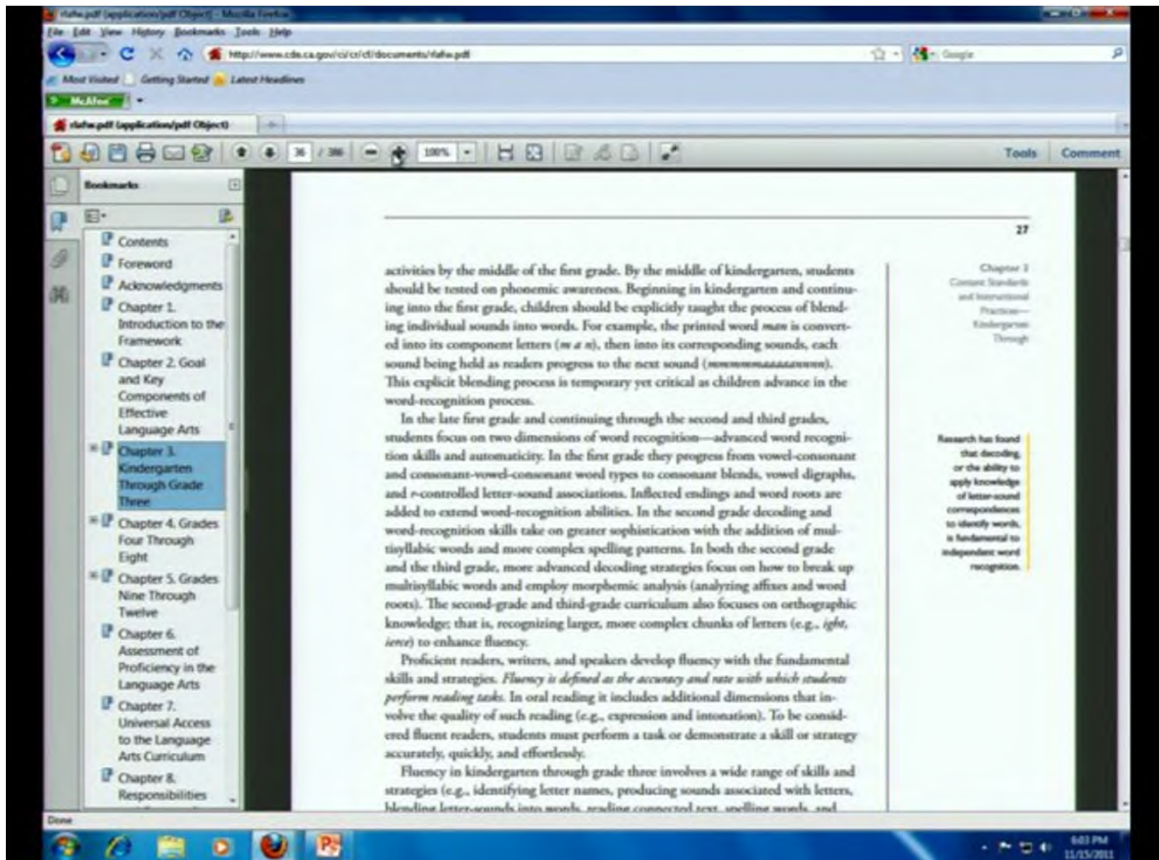 rlafw.pdf (application/pdf Object) - Mozilla Firefox
File Edit View History Bookmarks Tools Help
http://www.cde.ca.gov/ci/cr/cf/documents/rlafw.pdf
Google
Most Visited Getting Started Latest Headlines
McAfee
rlafw.pdf (application/pdf Object)
36 / 386
100%
Tools Comment
Bookmarks
Contents
Foreword
Acknowledgments
Chapter 1.
Introduction to the
Framework
Chapter 2. Goal
and Key
Components of
Effective
Language Arts
Chapter 3.
Kindergarten
Through Grade
Three
Chapter 4. Grades
Four Through
Eight
Chapter 5. Grades
Nine Through
Twelve
Chapter 6.
Assessment of
Proficiency in the
Language Arts
Chapter 7.
Universal Access
to the Language
Arts Curriculum
Chapter 8.
Responsibilities
27
activities by the middle of the first grade. By the middle of kindergarten, students
should be tested on phonemic awareness. Beginning in kindergarten and continu-
ing into the first grade, children should be explicitly taught the process of blend-
ing individual sounds into words. For example, the printed word man is convert-
ed into its component letters (m a n), then into its corresponding sounds, each
sound being held as readers progress to the next sound (mmmmmaaaaannnn).
This explicit blending process is temporary yet critical as children advance in the
word-recognition process.
In the late first grade and continuing through the second and third grades,
students focus on two dimensions of word recognition—advanced word recogni-
tion skills and automaticity. In the first grade they progress from vowel-consonant
and consonant-vowel-consonant word types to consonant blends, vowel digraphs,
and r-controlled letter-sound associations. Inflected endings and word roots are
added to extend word-recognition abilities. In the second grade decoding and
word-recognition skills take on greater sophistication with the addition of mul-
tisyllabic words and more complex spelling patterns. In both the second grade
and the third grade, more advanced decoding strategies focus on how to break up
multisyllabic words and employ morphemic analysis (analyzing affixes and word
roots). The second-grade and third-grade curriculum also focuses on orthographic
knowledge; that is, recognizing larger, more complex chunks of letters (e.g., ight,
ierce) to enhance fluency.
Proficient readers, writers, and speakers develop fluency with the fundamental
skills and strategies. Fluency is defined as the accuracy and rate with which students
perform reading tasks. In oral reading it includes additional dimensions that in-
volve the quality of such reading (e.g., expression and intonation). To be consid-
ered fluent readers, students must perform a task or demonstrate a skill or strategy
accurately, quickly, and effortlessly.
Fluency in kindergarten through grade three involves a wide range of skills and
strategies (e.g., identifying letter names, producing sounds associated with letters,
blending letter-sounds into words, reading connected text, spelling words, and
Chapter 3
Content Standards
and Instructional
Practices—
Kindergarten
Through
Research has found
that decoding,
or the ability to
apply knowledge
of letter-sound
correspondences
to identify words,
is fundamental to
independent word
recognition.
Done
6:03 PM
11/15/2011